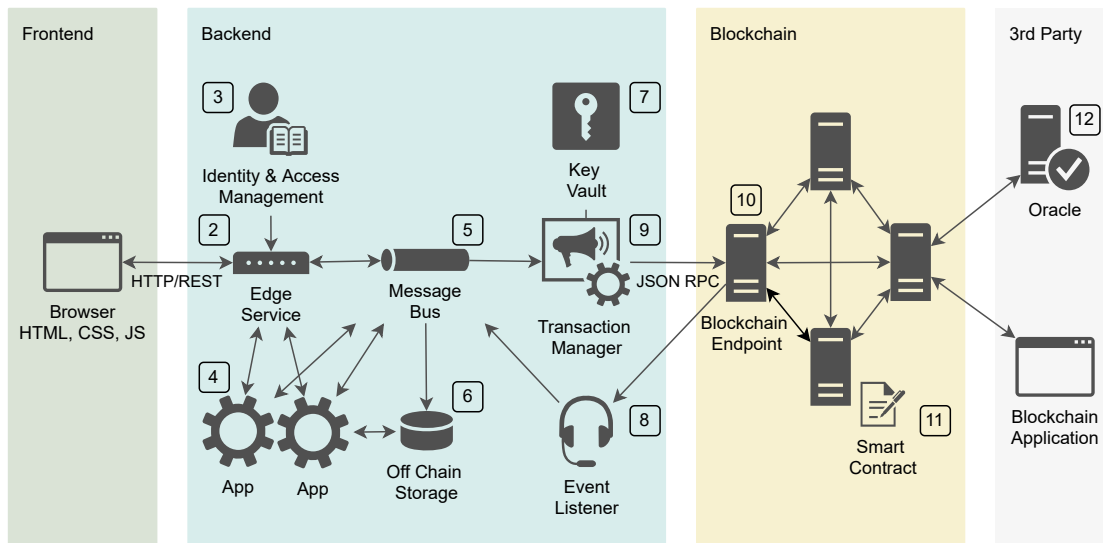 Frontend
Backend
Blockchain
3rd Party
3
7
12
Identity & Access
Management
Key
Vault
Oracle
2
5
9
10
HTTP/REST
JSON RPC
Browser
HTML, CSS, JS
Edge
Service
Message
Bus
Transaction
Manager
Blockchain
Endpoint
4
6
8
11
App
App
Off Chain
Storage
Event
Listener
Smart
Contract
Blockchain
Application